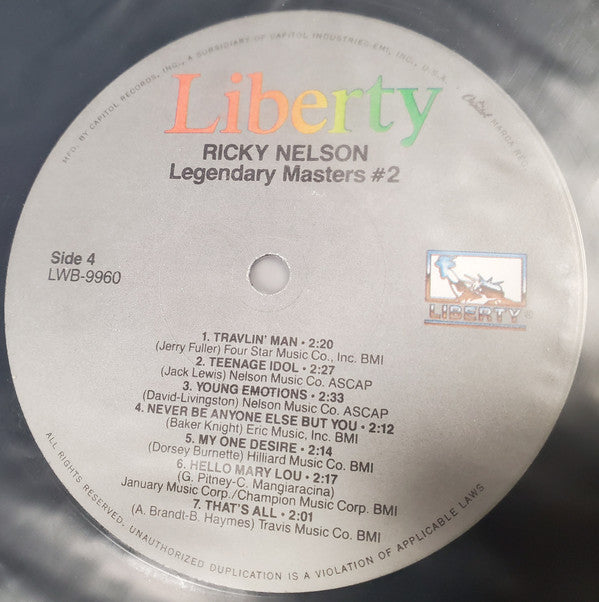 MFD. BY CAPITOL RECORDS, INC., A SUBSIDIARY OF CAPITOL INDUSTRIES-EMI, INC., U.S.A. • Capitol MARCA REG.
Liberty
RICKY NELSON
Legendary Masters #2
Side 4
LWB-9960
LIBERTY®
1. TRAVLIN' MAN • 2:20
(Jerry Fuller) Four Star Music Co., Inc. BMI
2. TEENAGE IDOL • 2:27
(Jack Lewis) Nelson Music Co. ASCAP
3. YOUNG EMOTIONS • 2:33
(David-Livingston) Nelson Music Co. ASCAP
4. NEVER BE ANYONE ELSE BUT YOU • 2:12
(Baker Knight) Eric Music, Inc. BMI
5. MY ONE DESIRE • 2:14
(Dorsey Burnette) Hilliard Music Co. BMI
6. HELLO MARY LOU • 2:17
(G. Pitney-C. Mangiaracina)
January Music Corp./Champion Music Corp. BMI
7. THAT'S ALL • 2:01
(A. Brandt-B. Haymes) Travis Music Co. BMI
ALL RIGHTS RESERVED. UNAUTHORIZED DUPLICATION IS A VIOLATION OF APPLICABLE LAWS